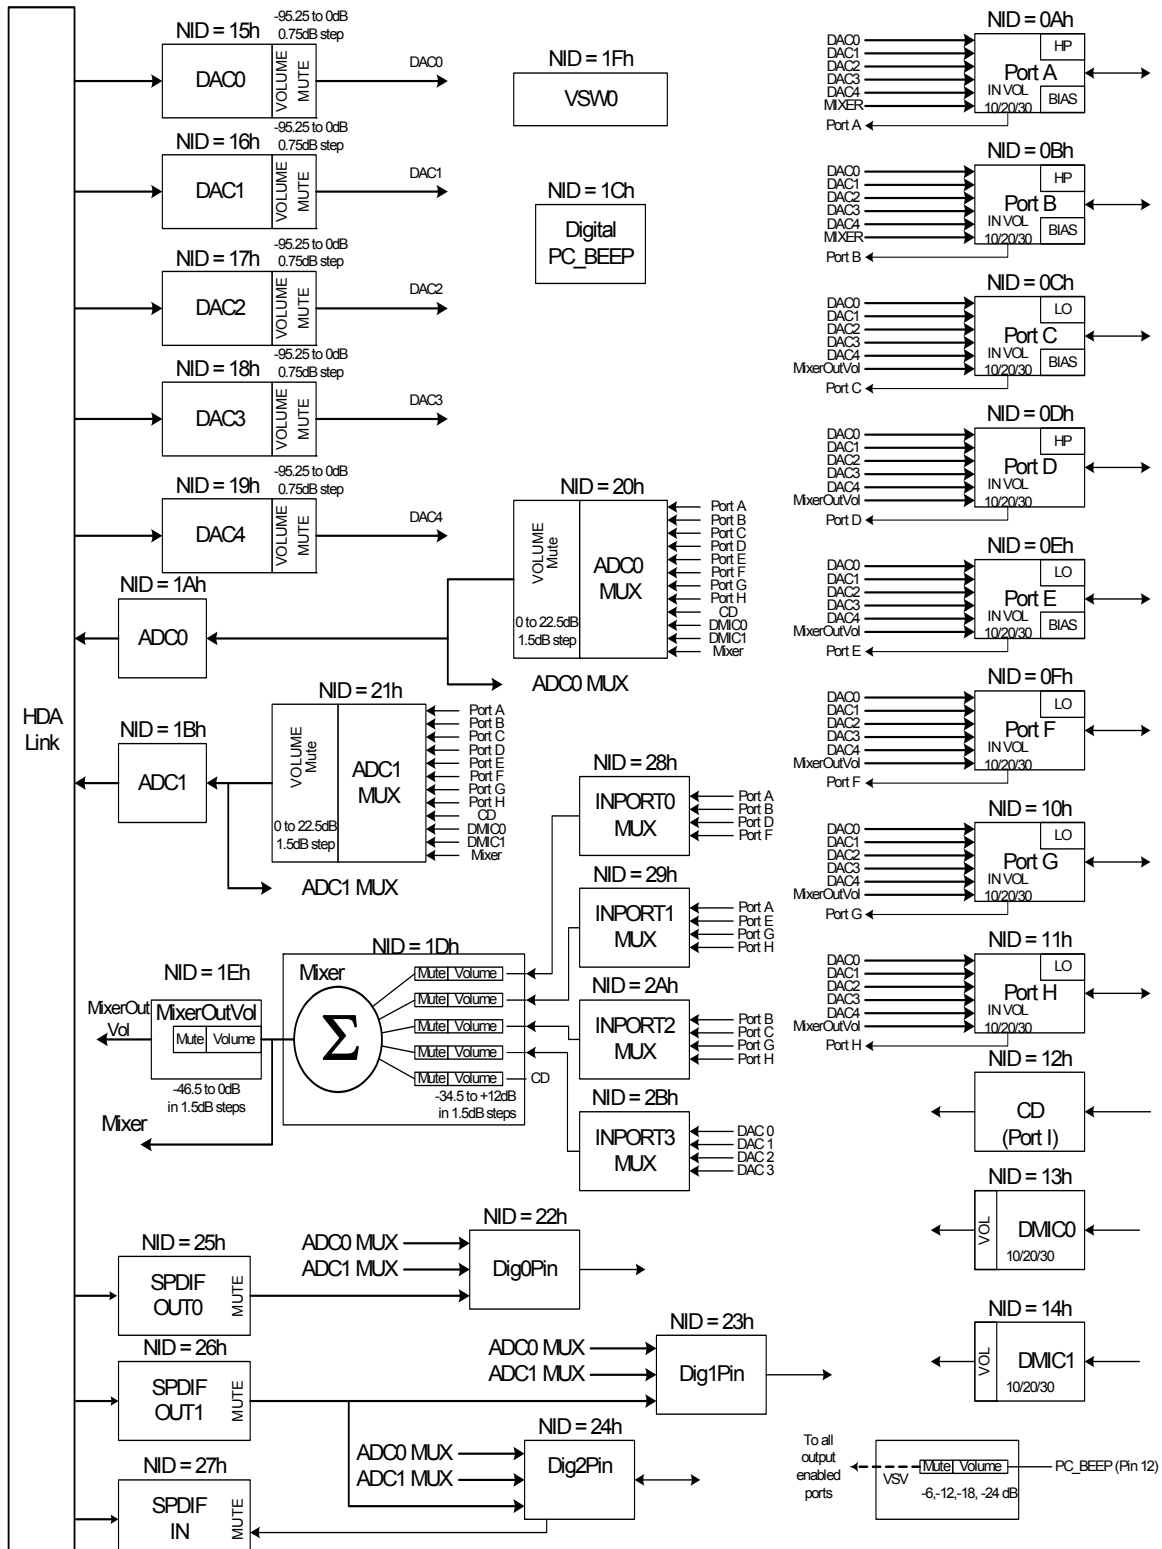 HDA
Link
NID = 15h
-95.25 to 0dB
0.75dB step
DAC0
VOLUME
MUTE
DAC0
NID = 16h
-95.25 to 0dB
0.75dB step
DAC1
VOLUME
MUTE
DAC1
NID = 17h
-95.25 to 0dB
0.75dB step
DAC2
VOLUME
MUTE
DAC2
NID = 18h
-95.25 to 0dB
0.75dB step
DAC3
VOLUME
MUTE
DAC3
NID = 19h
-95.25 to 0dB
0.75dB step
DAC4
VOLUME
MUTE
DAC4
NID = 1Fh
VSW0
NID = 1Ch
Digital
PC_BEEP
NID = 1Ah
ADC0
NID = 20h
VOLUME
Mute
0 to 22.5dB
1.5dB step
ADC0
MUX
Port A
Port B
Port C
Port D
Port E
Port F
Port G
Port H
CD
DMIC0
DMIC1
Mixer
ADC0 MUX
NID = 1Bh
ADC1
NID = 21h
VOLUME
Mute
0 to 22.5dB
1.5dB step
ADC1
MUX
Port A
Port B
Port C
Port D
Port E
Port F
Port G
Port H
CD
DMIC0
DMIC1
Mixer
ADC1 MUX
NID = 28h
INPORT0
MUX
Port A
Port B
Port D
Port F
NID = 29h
INPORT1
MUX
Port A
Port E
Port G
Port H
NID = 2Ah
INPORT2
MUX
Port B
Port C
Port G
Port H
NID = 2Bh
INPORT3
MUX
DAC 0
DAC 1
DAC 2
DAC 3
NID = 1Dh
Mixer
Σ
Mute Volume
Mute Volume
Mute Volume
Mute Volume
Mute Volume
CD
-34.5 to +12dB
in 1.5dB steps
NID = 1Eh
MixerOutVol
Mute Volume
-46.5 to 0dB
in 1.5dB steps
MixerOut
Vol
Mixer
NID = 25h
SPDIF
OUT0
MUTE
NID = 22h
ADC0 MUX
ADC1 MUX
Dig0Pin
NID = 26h
SPDIF
OUT1
MUTE
NID = 23h
ADC0 MUX
ADC1 MUX
Dig1Pin
NID = 27h
SPDIF
IN
MUTE
NID = 24h
ADC0 MUX
ADC1 MUX
Dig2Pin
NID = 0Ah
DAC0
DAC1
DAC2
DAC3
DAC4
MIXER
HP
Port A
IN VOL
10/20/30
BIAS
Port A
NID = 0Bh
DAC0
DAC1
DAC2
DAC3
DAC4
MIXER
HP
Port B
IN VOL
10/20/30
BIAS
Port B
NID = 0Ch
DAC0
DAC1
DAC2
DAC3
DAC4
MixerOutVol
LO
Port C
IN VOL
10/20/30
BIAS
Port C
NID = 0Dh
DAC0
DAC1
DAC2
DAC3
DAC4
MixerOutVol
HP
Port D
IN VOL
10/20/30
Port D
NID = 0Eh
DAC0
DAC1
DAC2
DAC3
DAC4
MixerOutVol
LO
Port E
IN VOL
10/20/30
BIAS
Port E
NID = 0Fh
DAC0
DAC1
DAC2
DAC3
DAC4
MixerOutVol
LO
Port F
IN VOL
10/20/30
Port F
NID = 10h
DAC0
DAC1
DAC2
DAC3
DAC4
MixerOutVol
LO
Port G
IN VOL
10/20/30
Port G
NID = 11h
DAC0
DAC1
DAC2
DAC3
DAC4
MixerOutVol
LO
Port H
IN VOL
10/20/30
Port H
NID = 12h
CD
(Port I)
NID = 13h
VOL
DMIC0
10/20/30
NID = 14h
VOL
DMIC1
10/20/30
To all
output
enabled
ports
VSV
Mute Volume
-6,-12,-18, -24 dB
PC_BEEP (Pin 12)